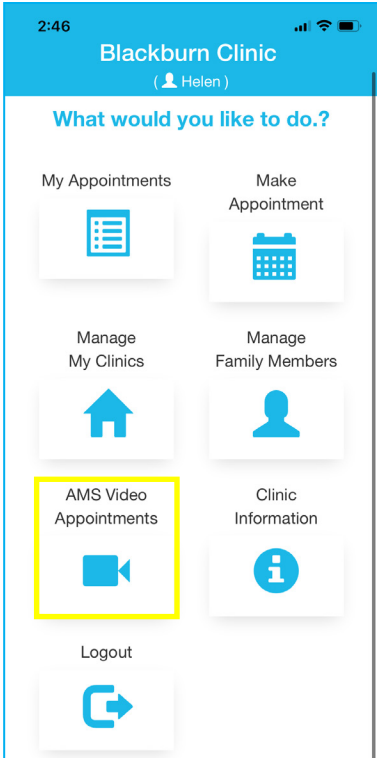 2:46
Blackburn Clinic
( Helen )
What would you like to do.?
My Appointments
Make
Appointment
Manage
My Clinics
Manage
Family Members
AMS Video
Appointments
Clinic
Information
Logout